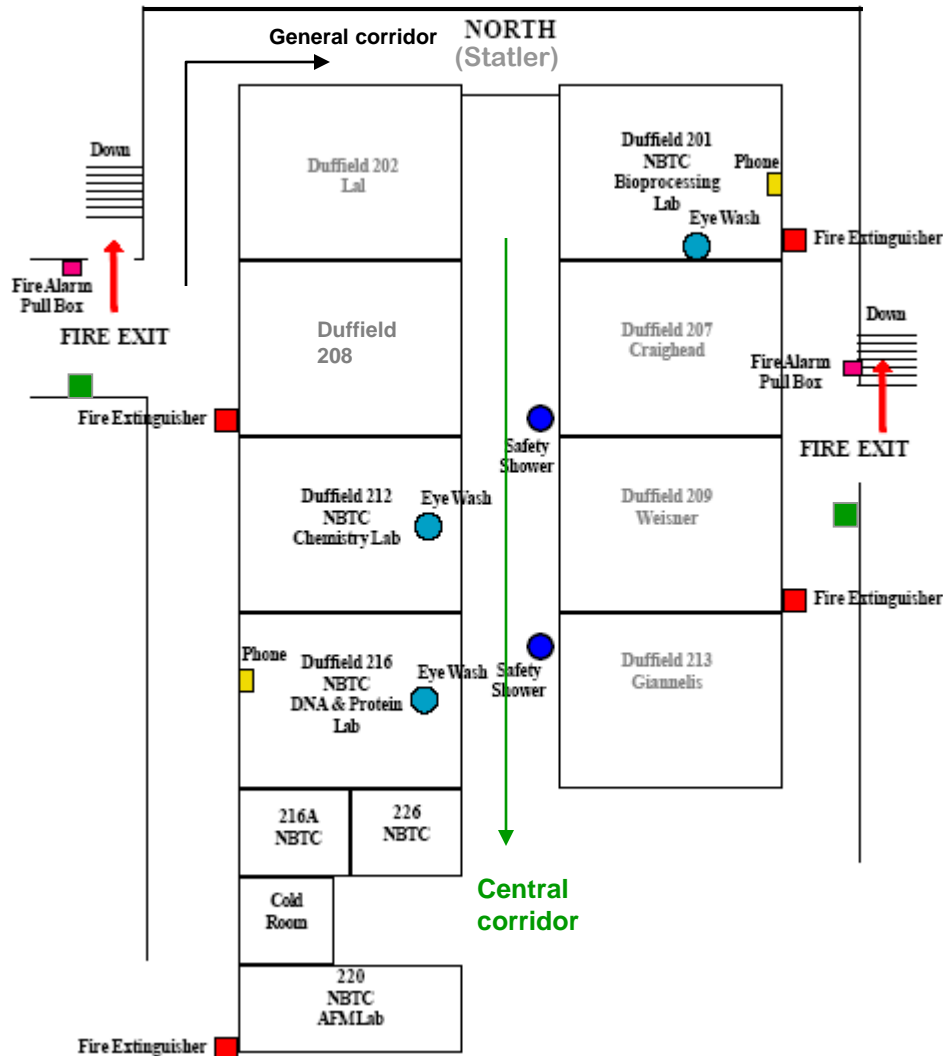 NORTH
General corridor
(Statler)
Down
Duffield 202
Lal
Duffield 201
NBTC
Bioprocessing
Lab
Phone
Eye Wash
Fire Extinguisher
Fire Alarm
Pull Box
FIRE EXIT
Duffield
208
Duffield 207
Craighead
Down
Fire Alarm
Pull Box
Fire Extinguisher
Safety
Shower
FIRE EXIT
Duffield 212
NBTC
Chemistry Lab
Eye Wash
Duffield 209
Weisner
Fire Extinguisher
Phone
Duffield 216
NBTC
DNA & Protein
Lab
Eye Wash
Safety
Shower
Duffield 213
Giannelis
216A
NBTC
226
NBTC
Central
corridor
Cold
Room
220
NBTC
AFM Lab
Fire Extinguisher